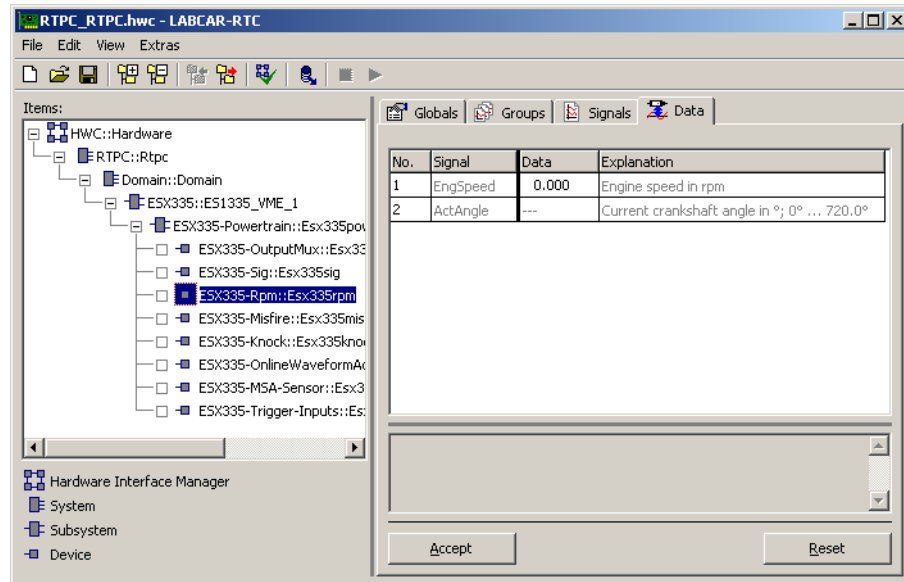 RTPC_RTPC.hwc - LABCAR-RTC
File Edit View Extras
Items:
HWC::Hardware
RTPC::Rtpc
Domain::Domain
ESX335::ES1335_VME_1
ESX335-Powertrain::Esx335pow
ESX335-OutputMux::Esx33
ESX335-Sig::Esx335sig
ESX335-Rpm::Esx335rpm
ESX335-Misfire::Esx335mis
ESX335-Knock::Esx335kno
ESX335-OnlineWaveformAc
ESX335-MSA-Sensor::Esx3
ESX335-Trigger-Inputs::Es
Hardware Interface Manager
System
Subsystem
Device
Globals Groups Signals Data
No. Signal Data Explanation
1 EngSpeed 0.000 Engine speed in rpm
2 ActAngle --- Current crankshaft angle in °; 0° ... 720.0°
Accept Reset